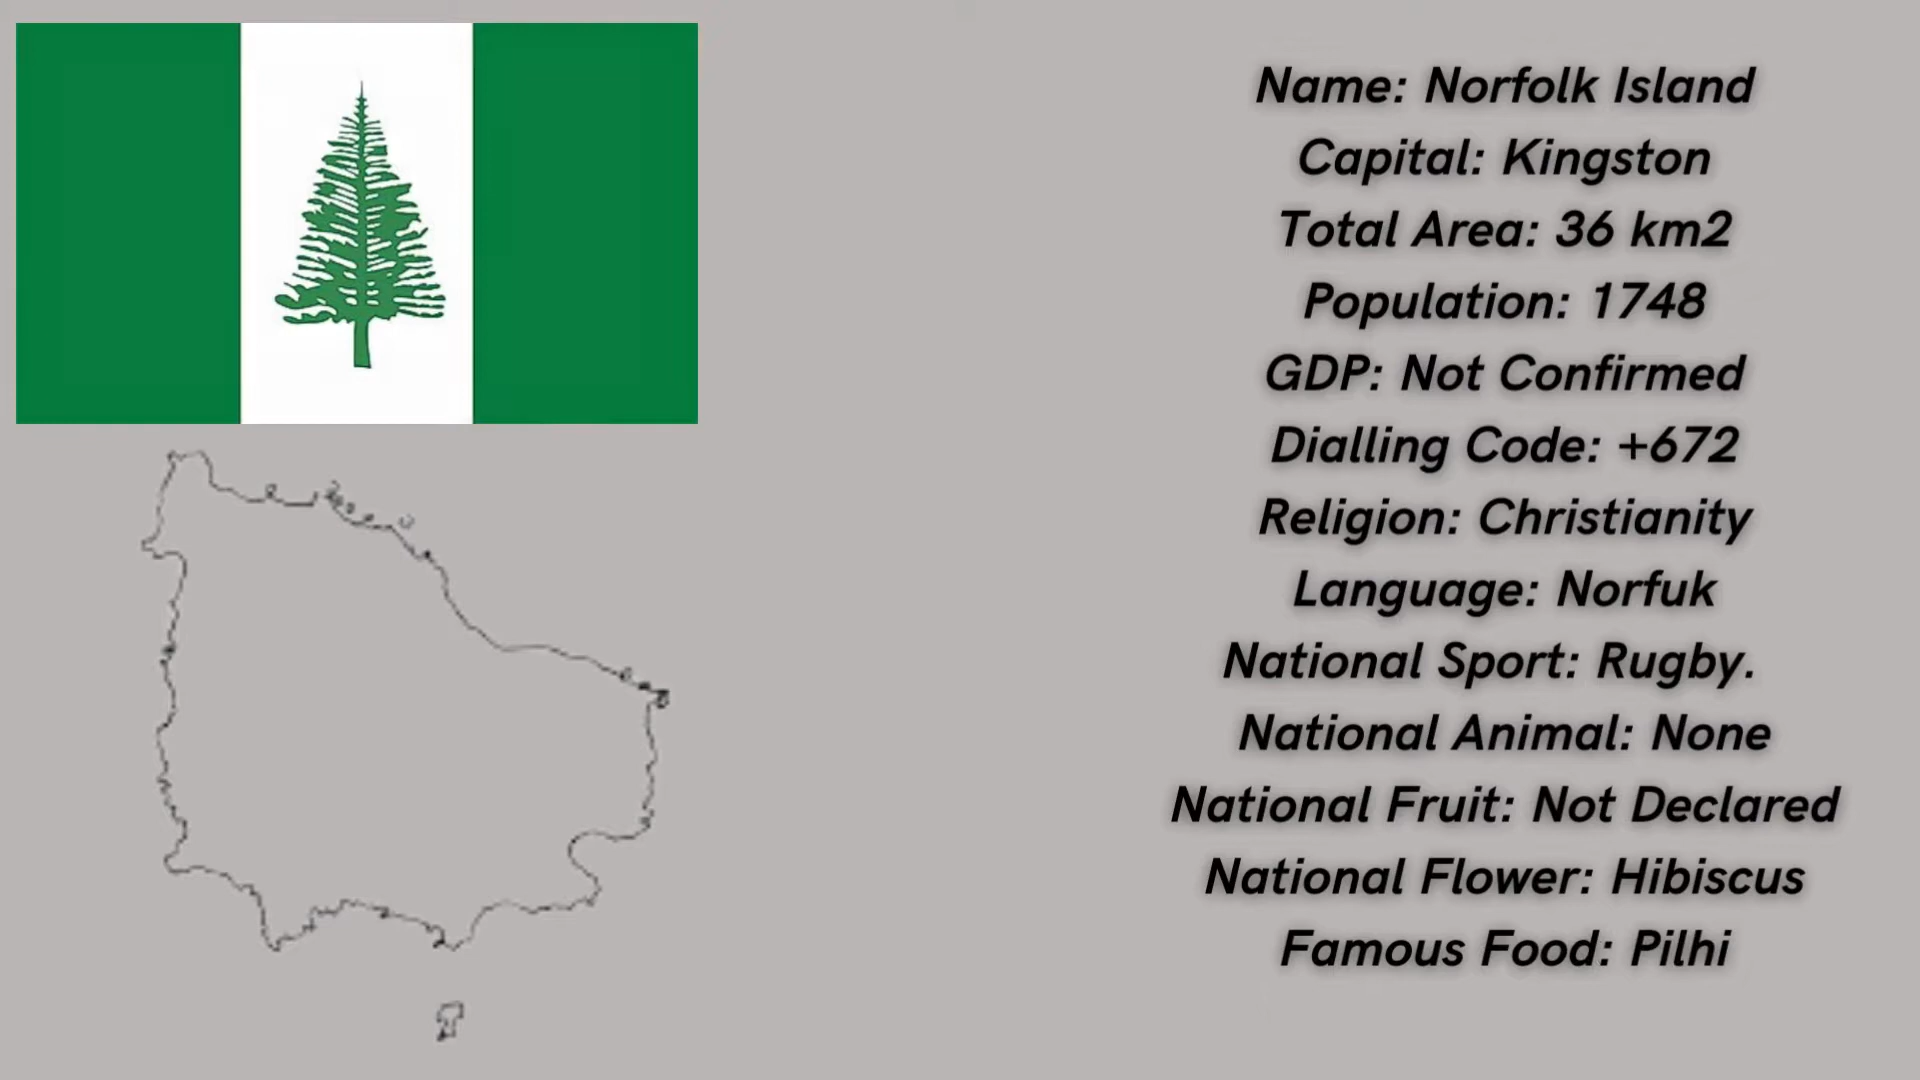 Name: Norfolk Island
Capital: Kingston
Total Area: 36 km2
Population: 1748
GDP: Not Confirmed
Dialling Code: +672
Religion: Christianity
Language: Norfuk
National Sport: Rugby.
National Animal: None
National Fruit: Not Declared
National Flower: Hibiscus
Famous Food: Pilhi